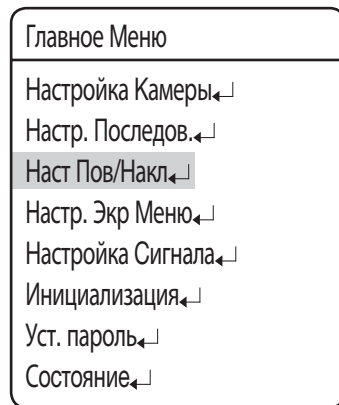 Главное Меню
Настройка Камеры↵
Настр. Последов.↵
Наст Пов/Накл↵
Настр. Экр Меню↵
Настройка Сигнала↵
Инициализация↵
Уст. пароль↵
Состояние↵